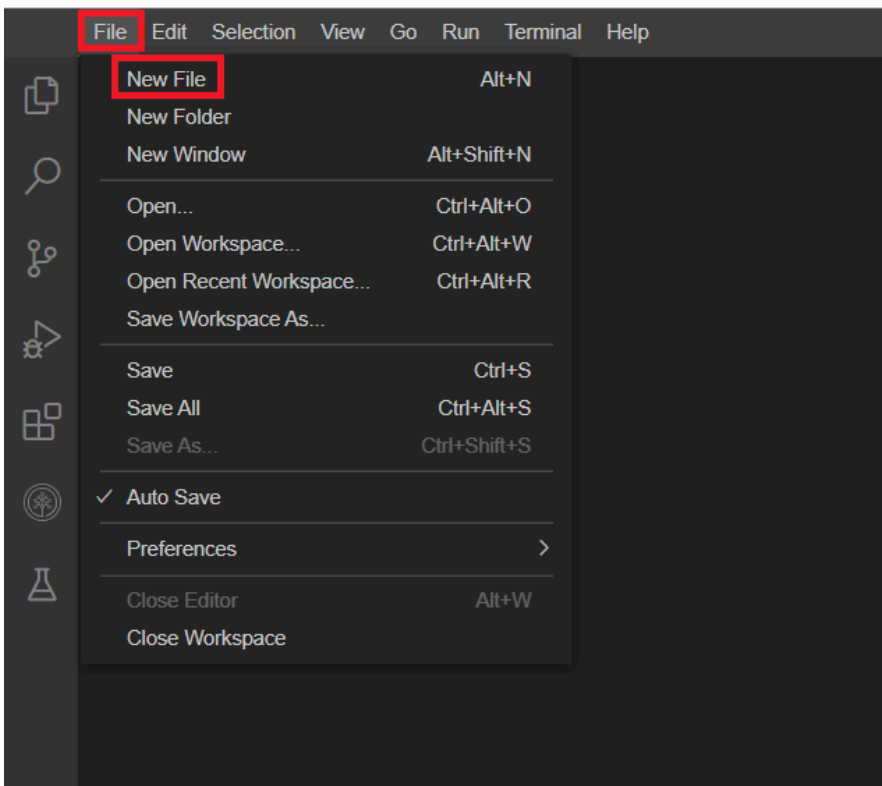 File Edit Selection View Go Run Terminal Help
New File Alt+N
New Folder
New Window Alt+Shift+N
Open... Ctrl+Alt+O
Open Workspace... Ctrl+Alt+W
Open Recent Workspace... Ctrl+Alt+R
Save Workspace As...
Save Ctrl+S
Save All Ctrl+Alt+S
Save As... Ctrl+Shift+S
Auto Save
Preferences
Close Editor Alt+W
Close Workspace